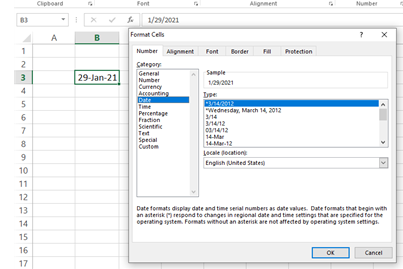 Clipboard Font Alignment Number
B3 fx 1/29/2021
A B C D E F G H I
1
2
3 29-Jan-21
4
5
6
7
8
9
10
11
12
13
14
15
16
17
Format Cells ? ×
Number Alignment Font Border Fill Protection
Category:
General
Number
Currency
Accounting
Date
Time
Percentage
Fraction
Scientific
Text
Special
Custom
Sample
1/29/2021
Type:
*3/14/2012
*Wednesday, March 14, 2012
3/14
3/14/12
03/14/12
14-Mar
14-Mar-12
Locale (location):
English (United States)
Date formats display date and time serial numbers as date values. Date formats that begin with
an asterisk (*) respond to changes in regional date and time settings that are specified for the
operating system. Formats without an asterisk are not affected by operating system settings.
OK Cancel